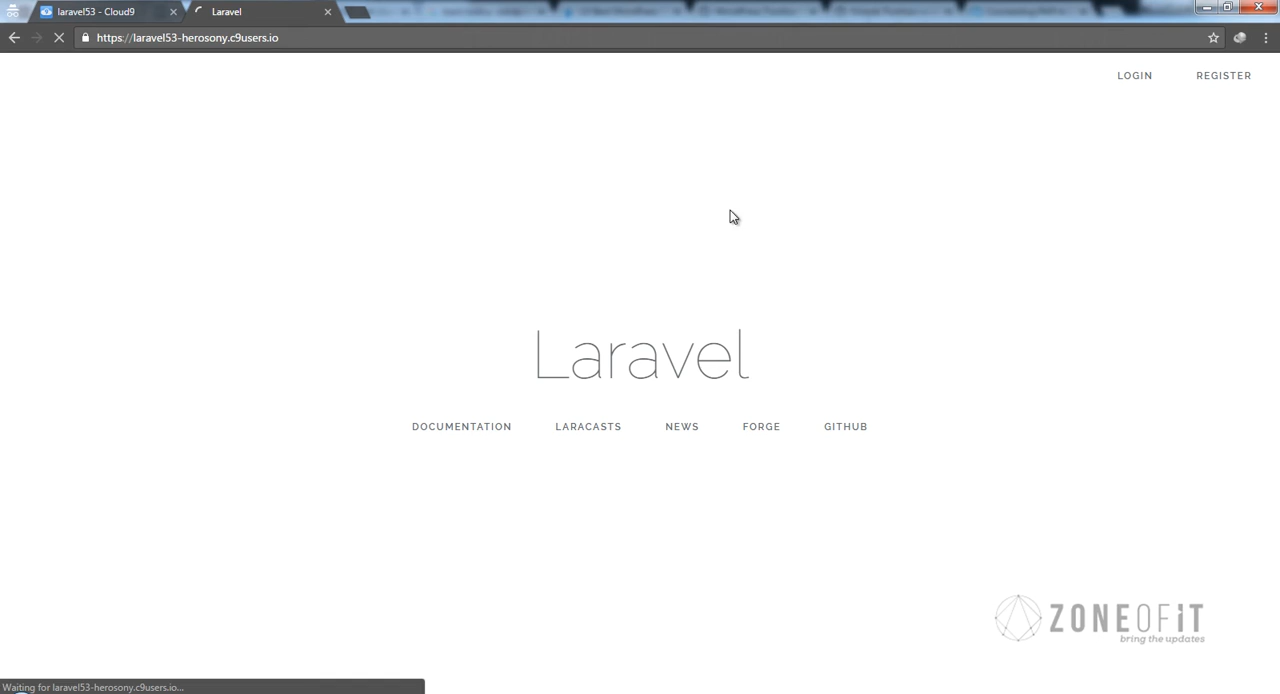 laravel53 - Cloud9
Laravel
https://laravel53-herosony.c9users.io
LOGIN REGISTER
Laravel
DOCUMENTATION LARACASTS NEWS FORGE GITHUB
ZONEOFIT
bring the updates
Waiting for laravel53-herosony.c9users.io...